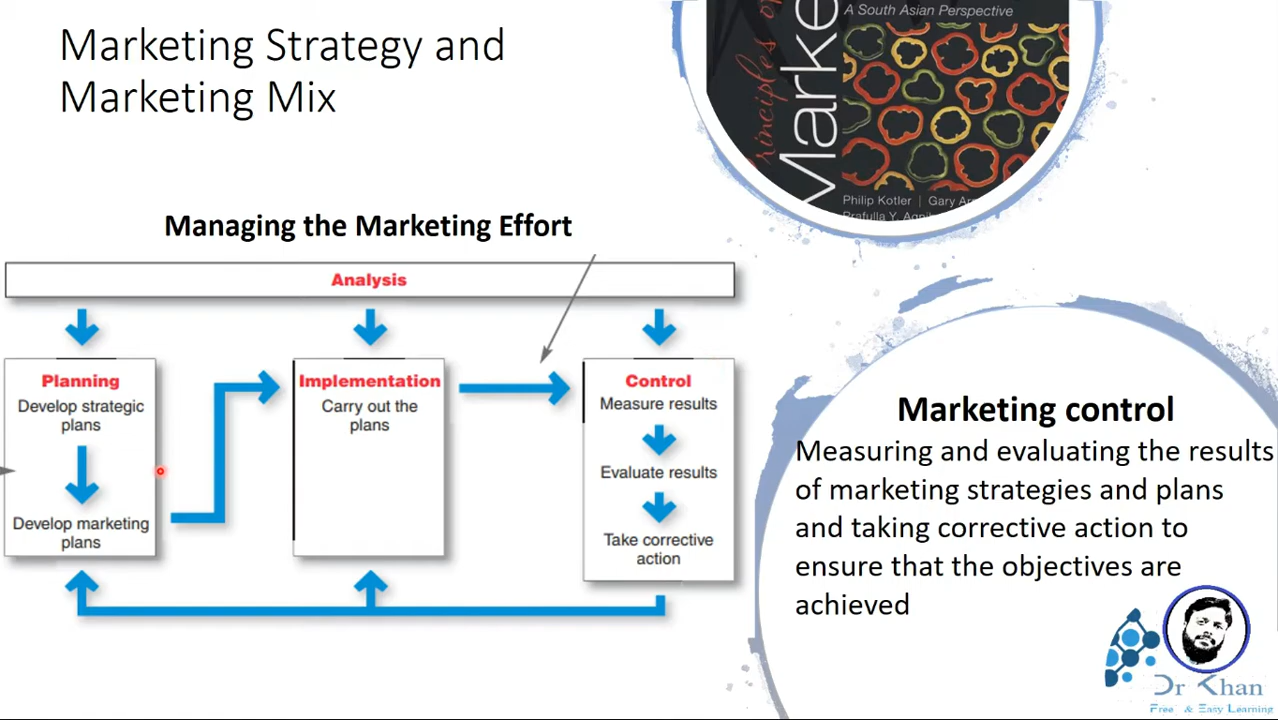 Marketing Strategy and
Marketing Mix
A South Asian Perspective
Principles of
Marke
Philip Kotler | Gary
Prafulla Y.
Managing the Marketing Effort
Analysis
Planning
Develop strategic
plans
Develop marketing
plans
Implementation
Carry out the
plans
Control
Measure results
Evaluate results
Take corrective
action
Marketing control
Measuring and evaluating the results
of marketing strategies and plans
and taking corrective action to
ensure that the objectives are
achieved
Dr Khan
Free & Easy Learning